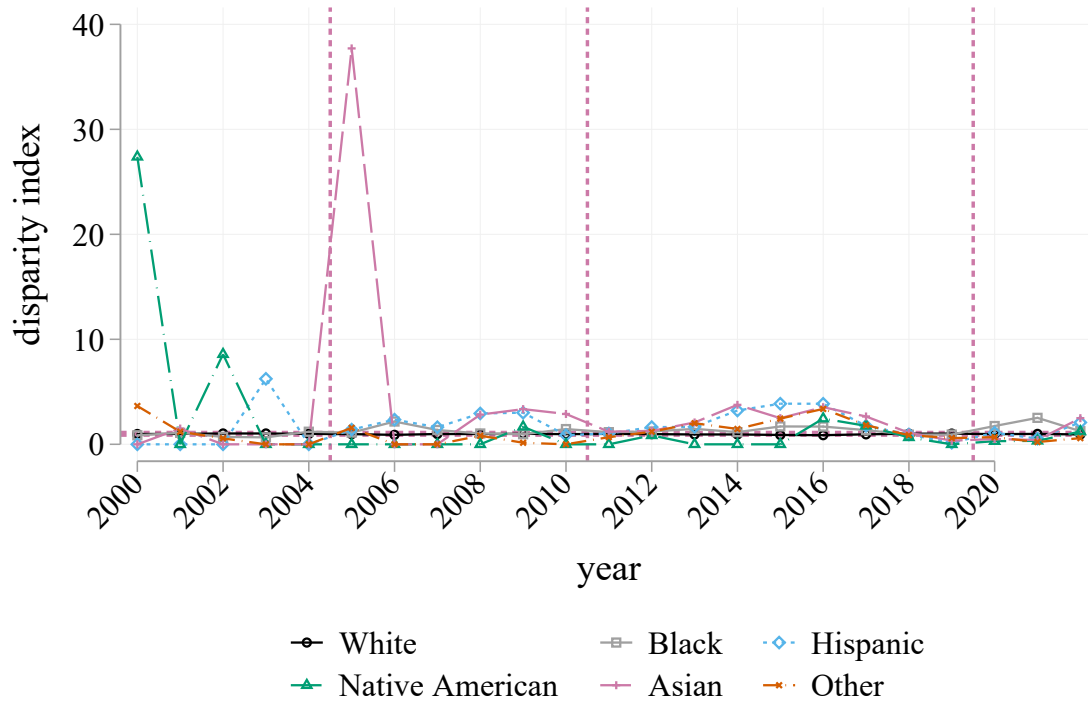 40
30
20
10
0
disparity index
2000 2002 2004 2006 2008 2010 2012 2014 2016 2018 2020
year
White Black Hispanic
Native American Asian Other